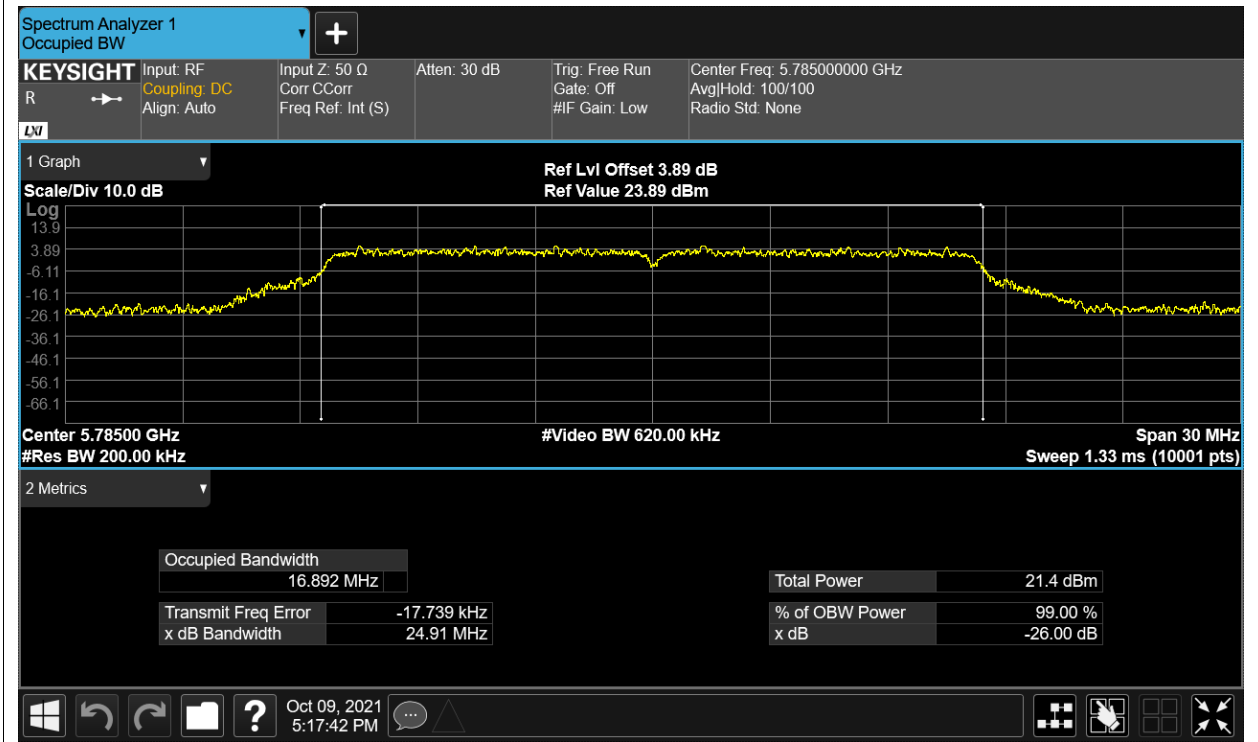 Spectrum Analyzer 1
Occupied BW
KEYSIGHT
R
LXI
Input: RF
Coupling: DC
Align: Auto
Input Z: 50 Ω
Corr CCorr
Freq Ref: Int (S)
Atten: 30 dB
Trig: Free Run
Gate: Off
#IF Gain: Low
Center Freq: 5.785000000 GHz
Avg|Hold: 100/100
Radio Std: None
1 Graph
Scale/Div 10.0 dB
Ref Lvl Offset 3.89 dB
Ref Value 23.89 dBm
Log
13.9
3.89
-6.11
-16.1
-26.1
-36.1
-46.1
-56.1
-66.1
Center 5.78500 GHz
#Video BW 620.00 kHz
Span 30 MHz
#Res BW 200.00 kHz
Sweep 1.33 ms (10001 pts)
2 Metrics
Occupied Bandwidth
16.892 MHz
Total Power 21.4 dBm
Transmit Freq Error -17.739 kHz
% of OBW Power 99.00 %
x dB Bandwidth 24.91 MHz
x dB -26.00 dB
?
Oct 09, 2021
5:17:42 PM